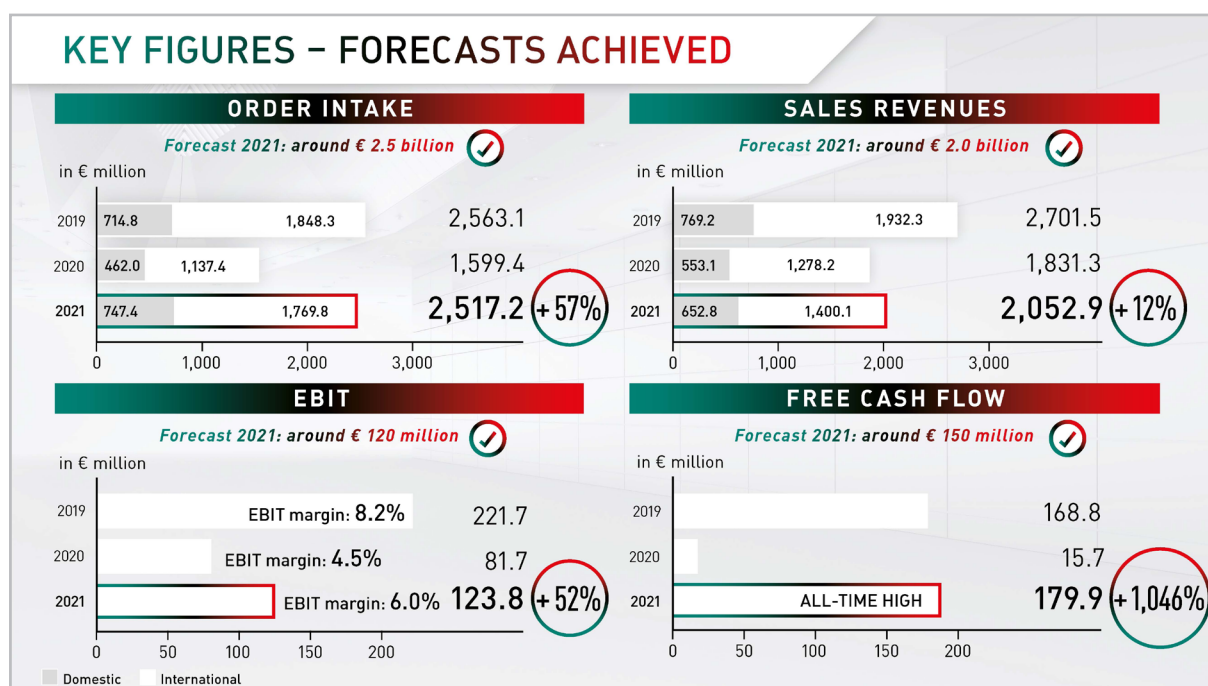 KEY FIGURES – FORECASTS ACHIEVED
ORDER INTAKE
Forecast 2021: around € 2.5 billion
in € million
2019 714.8 1,848.3 2,563.1
2020 462.0 1,137.4 1,599.4
2021 747.4 1,769.8 2,517.2 +57%
0 1,000 2,000 3,000
SALES REVENUES
Forecast 2021: around € 2.0 billion
in € million
2019 769.2 1,932.3 2,701.5
2020 553.1 1,278.2 1,831.3
2021 652.8 1,400.1 2,052.9 +12%
0 1,000 2,000 3,000
EBIT
Forecast 2021: around € 120 million
in € million
2019 EBIT margin: 8.2% 221.7
2020 EBIT margin: 4.5% 81.7
2021 EBIT margin: 6.0% 123.8 +52%
0 50 100 150 200
FREE CASH FLOW
Forecast 2021: around € 150 million
in € million
2019 168.8
2020 15.7
2021 ALL-TIME HIGH 179.9 +1,046%
0 50 100 150 200
Domestic International